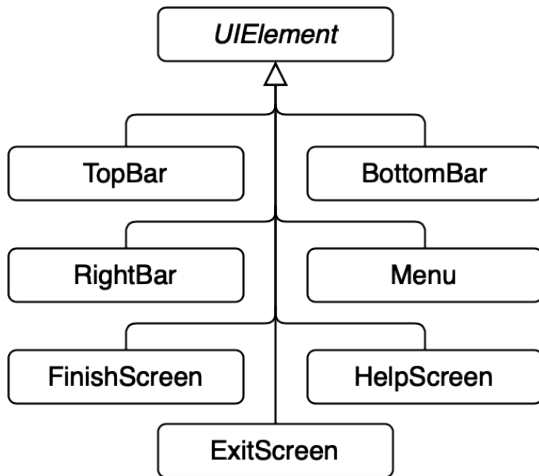 UIElement
TopBar
BottomBar
RightBar
Menu
FinishScreen
HelpScreen
ExitScreen